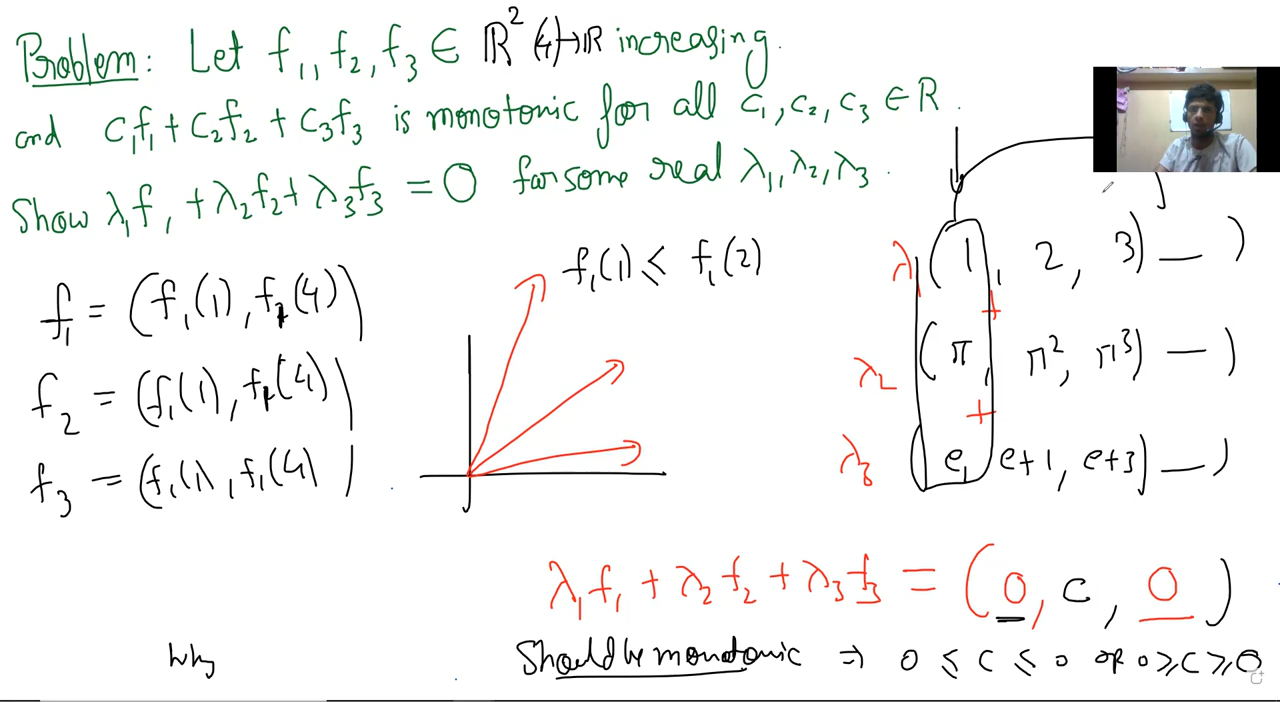 Problem: Let f₁, f₂, f₃ ∈ ℝ² (4)→ℝ increasing.
and c₁f₁ + c₂f₂ + c₃f₃ is monotonic for all c₁, c₂, c₃ ∈ R.
Show λ₁f₁ + λ₂f₂ + λ₃f₃ = 0 for some real λ₁, λ₂, λ₃.
f₁(1) ≤ f₁(2)
λ₁ (1, 2, 3) — )
+
f₁ = (f₁(1), f₁(4))
λ₂ (π, π², π³) — )
+
f₂ = (f₁(1), f₁(4))
λ₃ (e, e+1, e+3) — )
f₃ = (f₁(1), f₁(4))
λ₁f₁ + λ₂f₂ + λ₃f₃ = (0, c, 0)
Why
Should be monotonic ⇒ 0 ≤ c ≤ 0 or 0 ≥ c ≥ 0